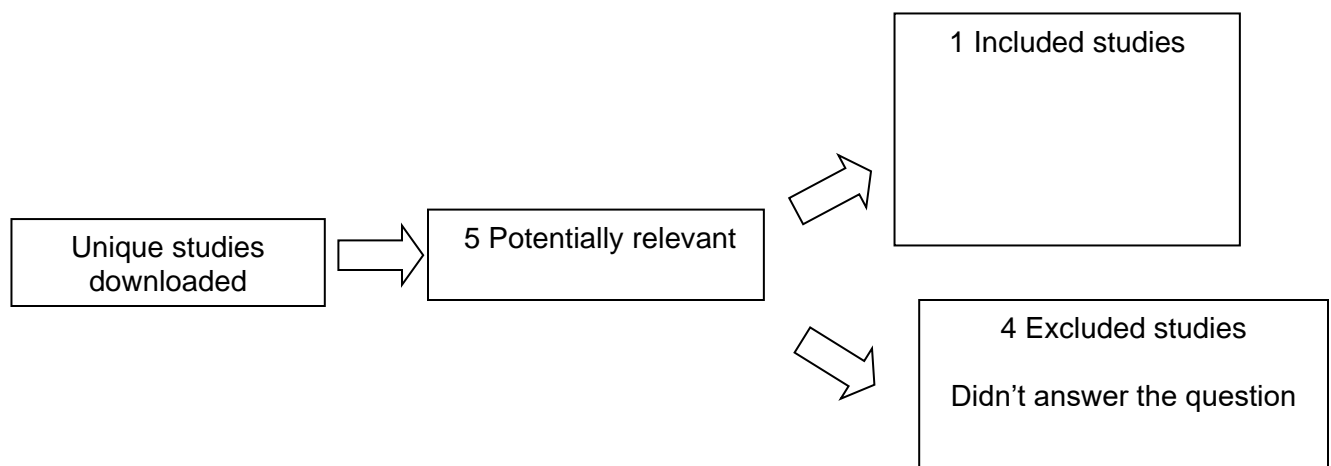 1 Included studies
Unique studies
downloaded
5 Potentially relevant
4 Excluded studies
Didn’t answer the question